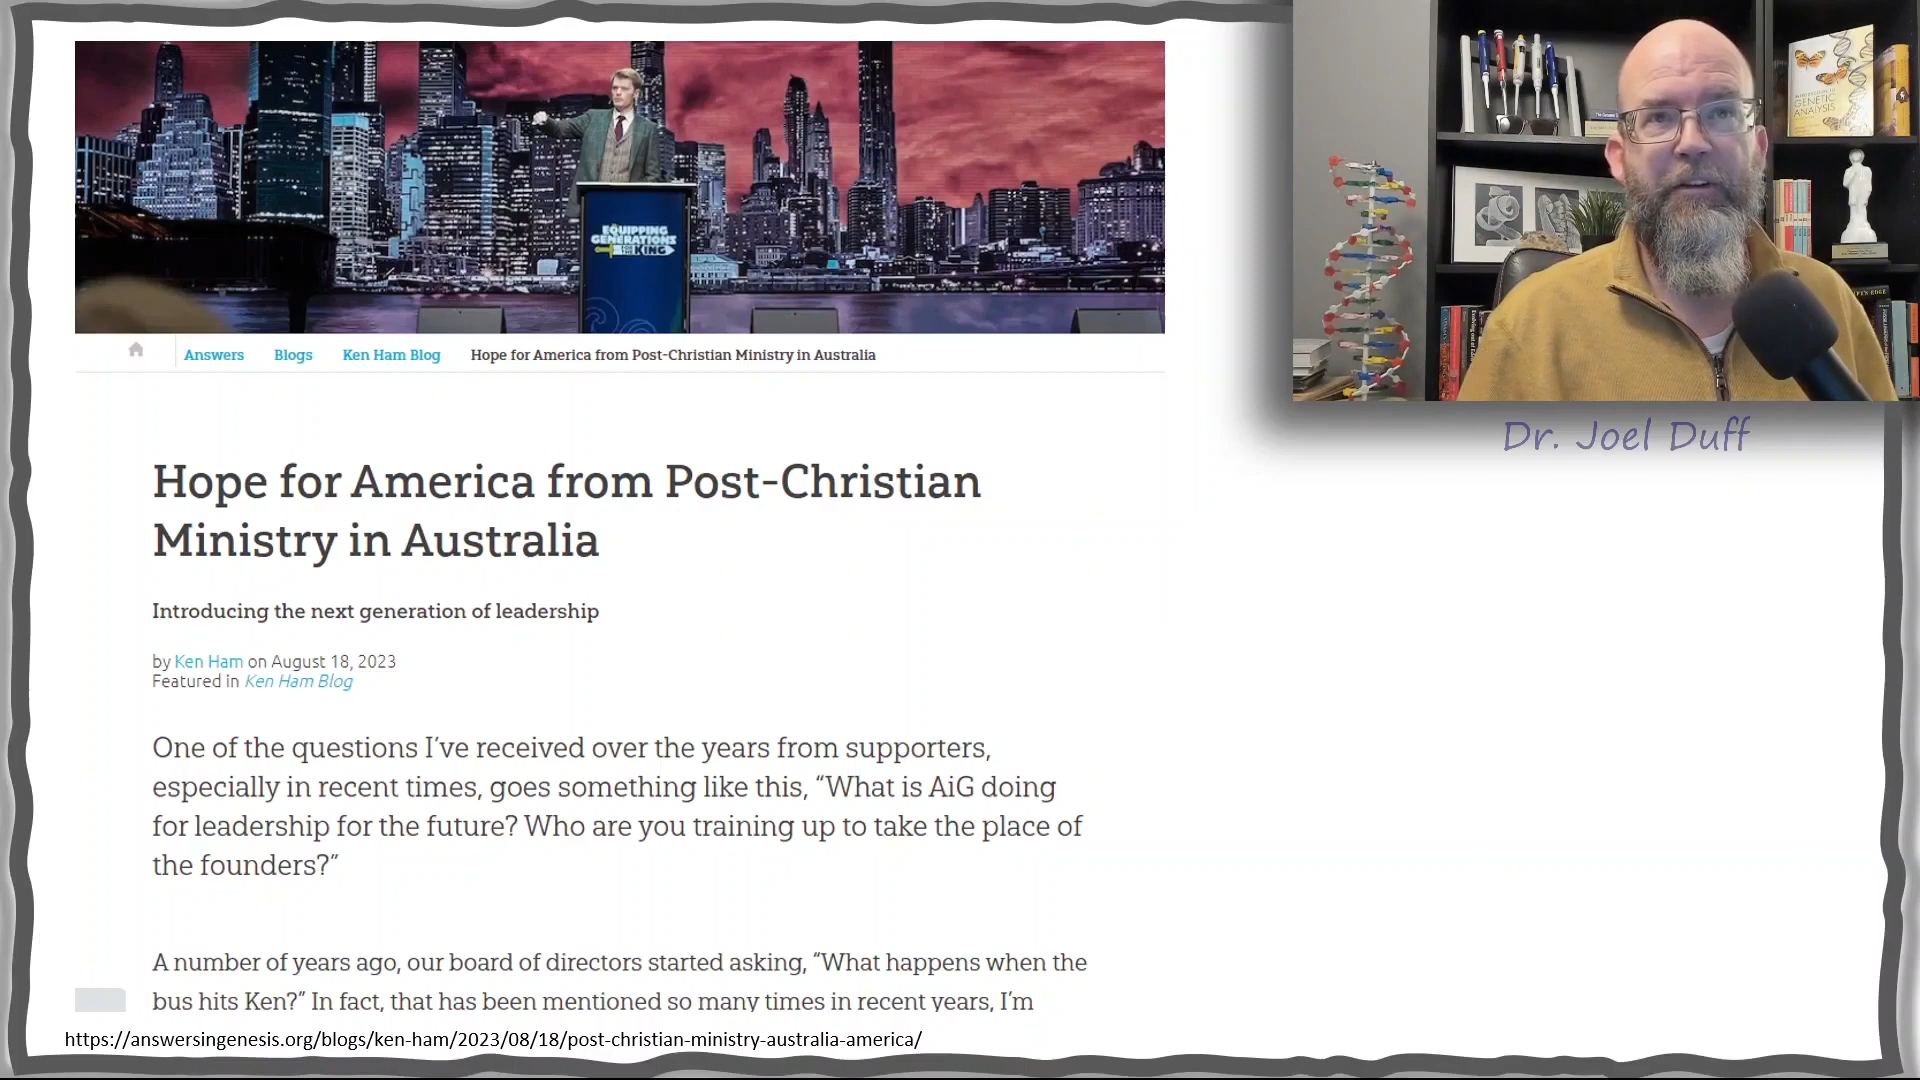 EQUIPPING
GENERATIONS
KING
GENETIC
ANALYSIS
Answers Blogs Ken Ham Blog Hope for America from Post-Christian Ministry in Australia
Dr. Joel Duff
Hope for America from Post-Christian
Ministry in Australia
Introducing the next generation of leadership
by Ken Ham on August 18, 2023
Featured in Ken Ham Blog
One of the questions I’ve received over the years from supporters,
especially in recent times, goes something like this, “What is AiG doing
for leadership for the future? Who are you training up to take the place of
the founders?”
A number of years ago, our board of directors started asking, “What happens when the
bus hits Ken?” In fact, that has been mentioned so many times in recent years, I’m
https://answersingenesis.org/blogs/ken-ham/2023/08/18/post-christian-ministry-australia-america/